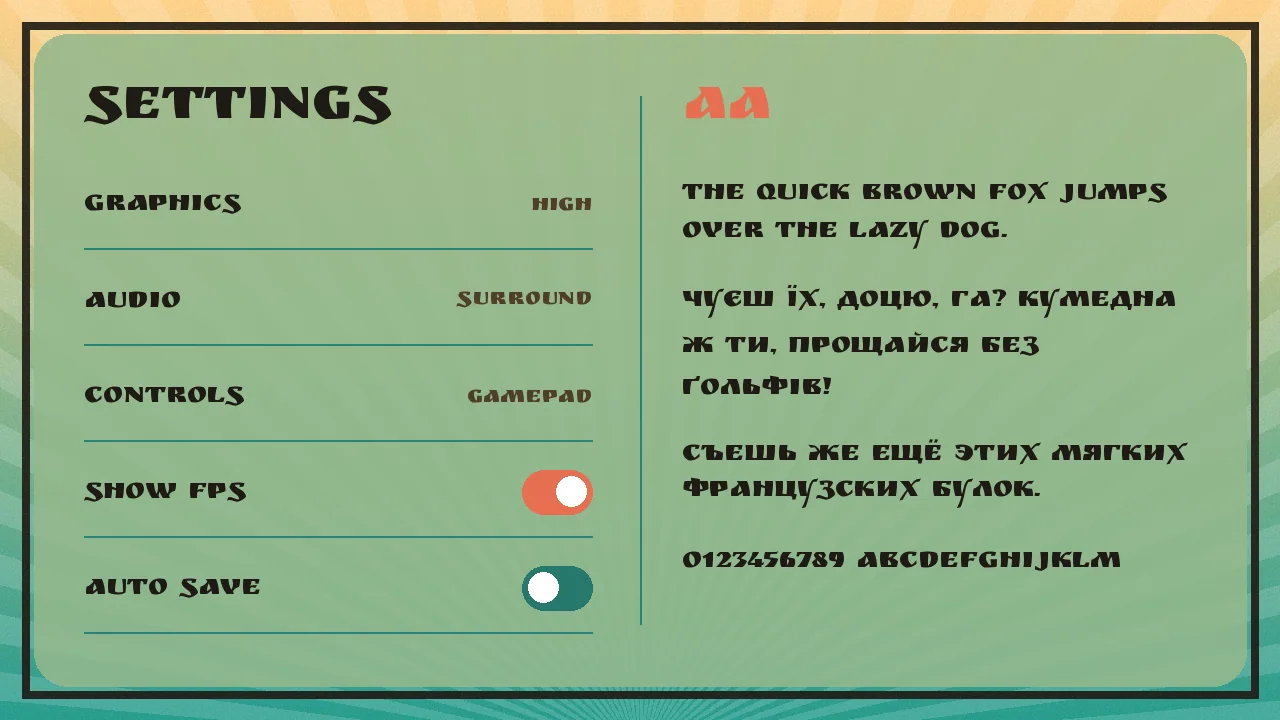 SETTINGS
GRAPHICS HIGH
AUDIO SURROUND
CONTROLS GAMEPAD
SHOW FPS
AUTO SAVE
AA
THE QUICK BROWN FOX JUMPS
OVER THE LAZY DOG.
ЧУЄШ ЇХ, ДОЦЮ, ГА? КУМЕДНА
Ж ТИ, ПРОЩАЙСЯ БЕЗ
ҐОЛЬФІВ!
СЪЕШЬ ЖЕ ЕЩЁ ЭТИХ МЯГКИХ
ФРАНЦУЗСКИХ БУЛОК.
0123456789 ABCDEFGHIJKLM